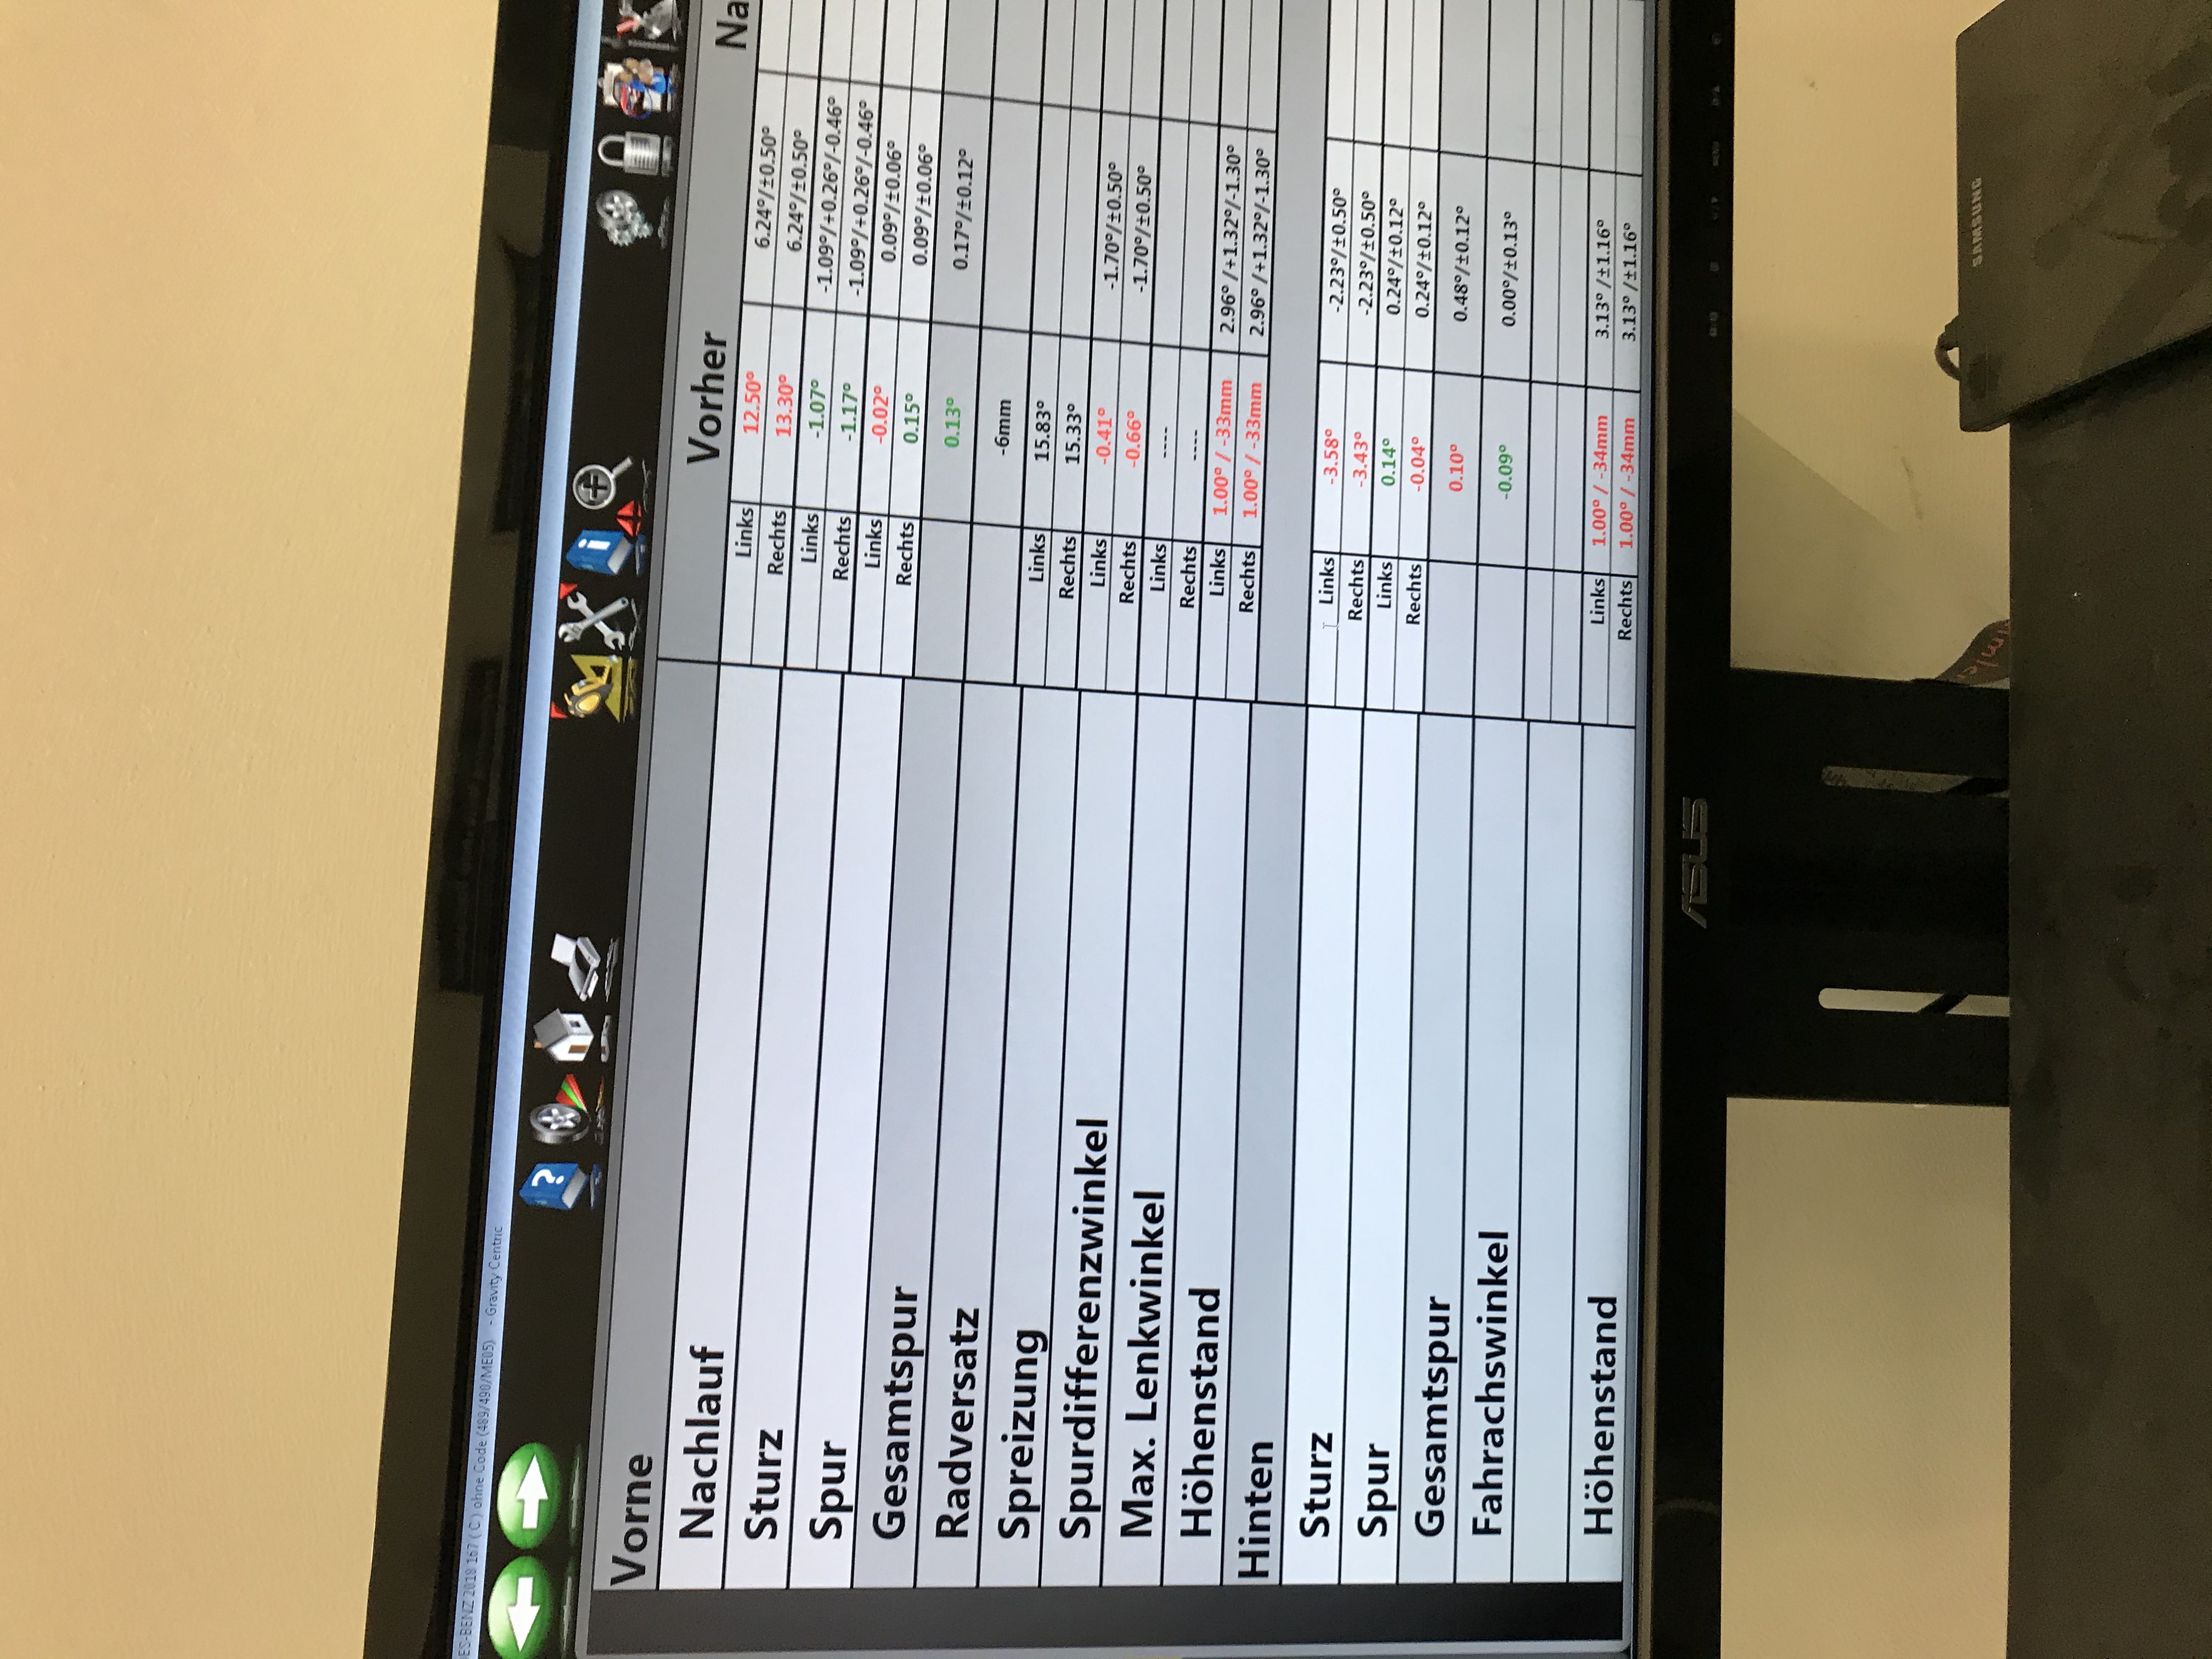 ES-BENZ 2018 167 ( C ) ohne Code (489/490/ME05) - Gravity Centric
Vorne
Vorher
Na
Nachlauf
Links 12.50° 6.24°/±0.50°
Rechts 13.30° 6.24°/±0.50°
Sturz
Links -1.07° -1.09°/+0.26°/-0.46°
Rechts -1.17° -1.09°/+0.26°/-0.46°
Spur
Links -0.02° 0.09°/±0.06°
Rechts 0.15° 0.09°/±0.06°
Gesamtspur 0.13° 0.17°/±0.12°
Radversatz -6mm
Spreizung
Links 15.83°
Rechts 15.33°
Spurdifferenzwinkel
Links -0.41° -1.70°/±0.50°
Rechts -0.66° -1.70°/±0.50°
Max. Lenkwinkel
Links ----
Rechts ----
Höhenstand
Links 1.00° / -33mm 2.96° /+1.32°/-1.30°
Rechts 1.00° / -33mm 2.96° /+1.32°/-1.30°
Hinten
Sturz
Links -3.58° -2.23°/±0.50°
Rechts -3.43° -2.23°/±0.50°
Spur
Links 0.14° 0.24°/±0.12°
Rechts -0.04° 0.24°/±0.12°
Gesamtspur 0.10° 0.48°/±0.12°
Fahrachswinkel -0.09° 0.00°/±0.13°
Höhenstand
Links 1.00° / -34mm 3.13° /±1.16°
Rechts 1.00° / -34mm 3.13° /±1.16°
ASUS
MENU
SAMSUNG